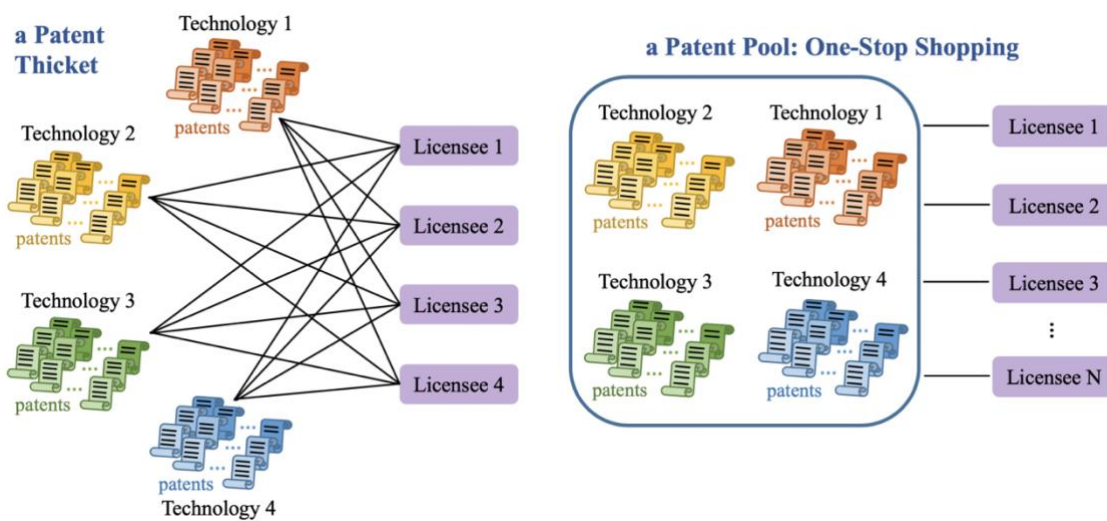 a Patent
Thicket
Technology 1
patents
Technology 2
patents
Technology 3
patents
patents
Technology 4
Licensee 1
Licensee 2
Licensee 3
Licensee 4
a Patent Pool: One-Stop Shopping
Technology 2
Technology 1
patents
patents
Technology 3
Technology 4
patents
patents
Licensee 1
Licensee 2
Licensee 3
⋮
Licensee N